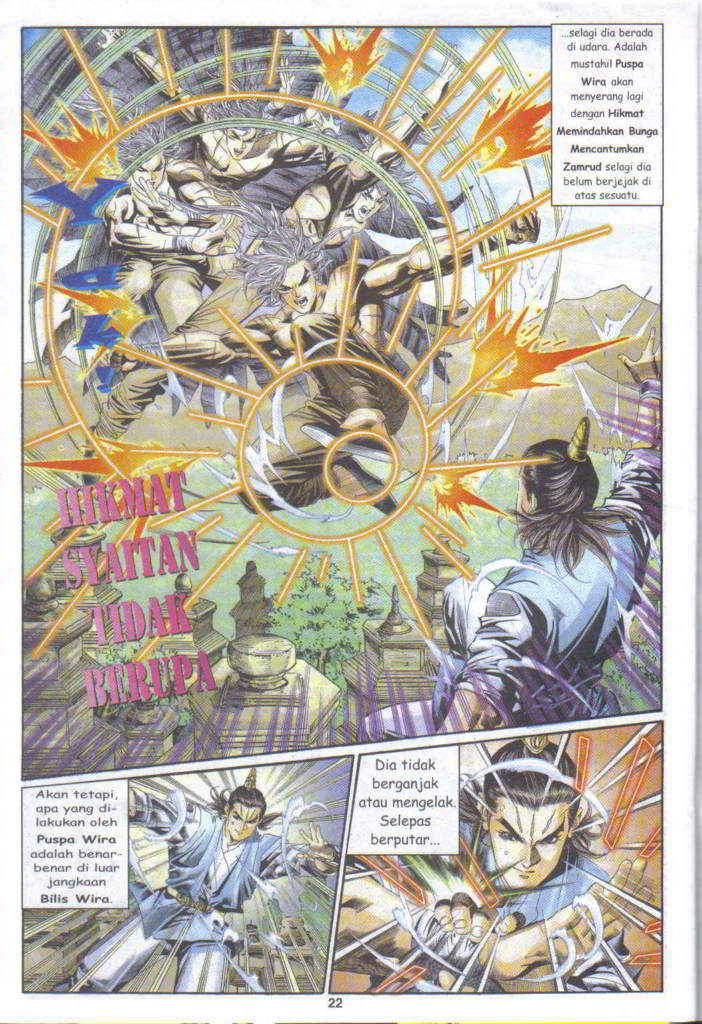 ...selagi dia berada
di udara. Adalah
mustahil Puspa
Wira akan
menyerang lagi
dengan Hikmat
Memindahkan Bunga
Mencantumkan
Zamrud selagi dia
belum berjejak di
atas sesuatu.
HIKMAT
SYAITAN
TIDAK
BERUPA
Akan tetapi,
apa yang di-
lakukan oleh
Puspa Wira
adalah benar-
benar di luar
jangkaan
Bilis Wira.
Dia tidak
berganjak
atau mengelak.
Selepas
berputar...
22